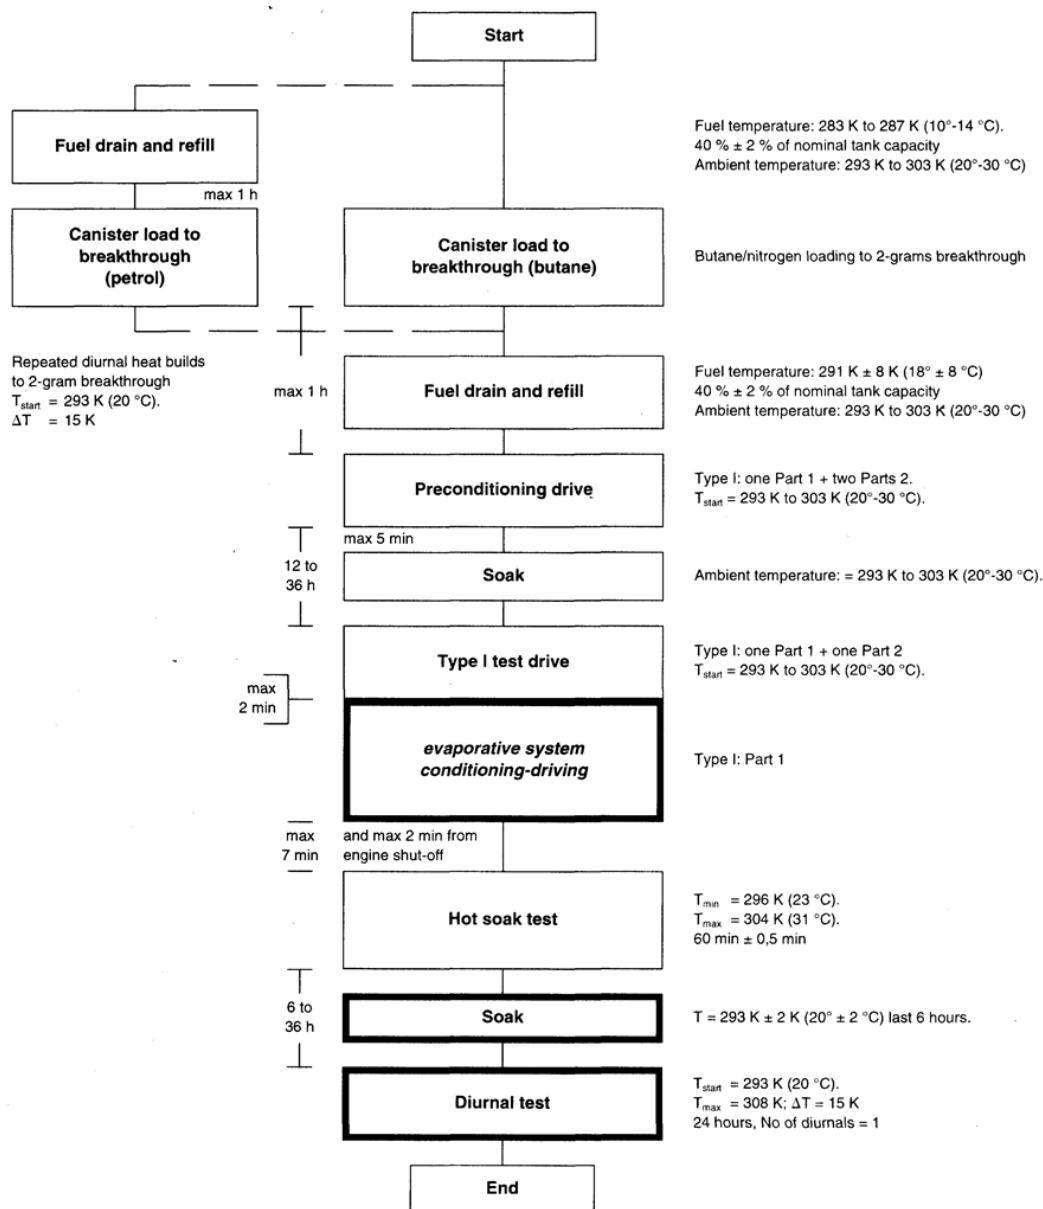 Start
Fuel drain and refill
Fuel temperature: 283 K to 287 K (10°-14 °C).
40 % ± 2 % of nominal tank capacity
Ambient temperature: 293 K to 303 K (20°-30 °C)
max 1 h
Canister load to
breakthrough
(petrol)
Canister load to
breakthrough (butane)
Butane/nitrogen loading to 2-grams breakthrough
Repeated diurnal heat builds
to 2-gram breakthrough
Tstart = 293 K (20 °C).
ΔT = 15 K
max 1 h
Fuel drain and refill
Fuel temperature: 291 K ± 8 K (18° ± 8 °C)
40 % ± 2 % of nominal tank capacity
Ambient temperature: 293 K to 303 K (20°-30 °C)
Preconditioning drive
Type I: one Part 1 + two Parts 2.
Tstart = 293 K to 303 K (20°-30 °C).
max 5 min
12 to
36 h
Soak
Ambient temperature: = 293 K to 303 K (20°-30 °C).
Type I test drive
Type I: one Part 1 + one Part 2
Tstart = 293 K to 303 K (20°-30 °C).
max
2 min
evaporative system
conditioning-driving
Type I: Part 1
max
7 min
and max 2 min from
engine shut-off
Hot soak test
Tmin = 296 K (23 °C).
Tmax = 304 K (31 °C).
60 min ± 0,5 min
6 to
36 h
Soak
T = 293 K ± 2 K (20° ± 2 °C) last 6 hours.
Diurnal test
Tstart = 293 K (20 °C).
Tmax = 308 K; ΔT = 15 K
24 hours, No of diurnals = 1
End